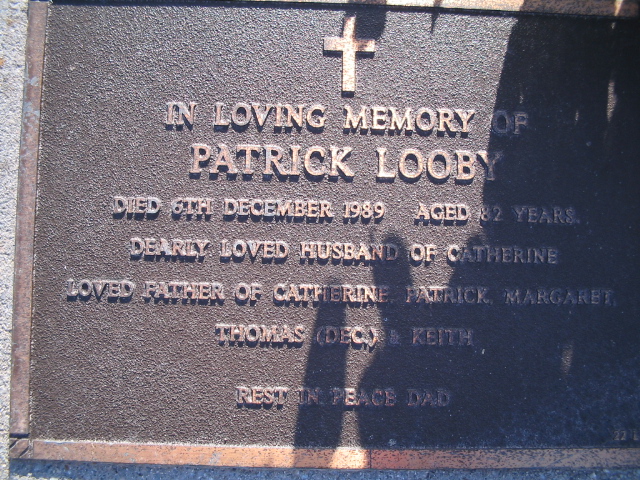 IN LOVING MEMORY OF
PATRICK LOOBY
DIED 6TH DECEMBER 1989 AGED 82 YEARS.
DEARLY LOVED HUSBAND OF CATHERINE
LOVED FATHER OF CATHERINE, PATRICK, MARGARET,
THOMAS (DEC.) & KEITH
REST IN PEACE DAD
22